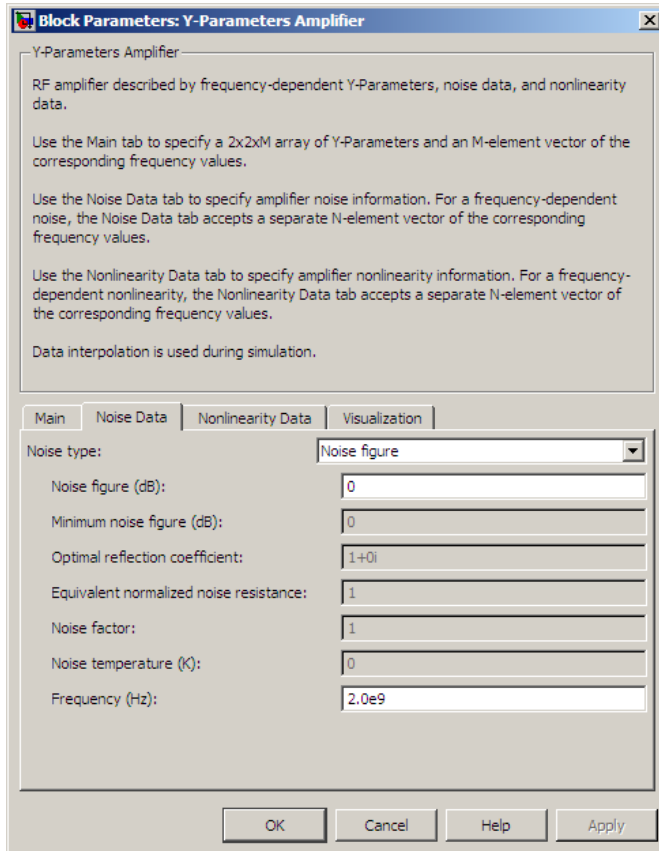 Block Parameters: Y-Parameters Amplifier
Y-Parameters Amplifier
RF amplifier described by frequency-dependent Y-Parameters, noise data, and nonlinearity
data.
Use the Main tab to specify a 2x2xM array of Y-Parameters and an M-element vector of the
corresponding frequency values.
Use the Noise Data tab to specify amplifier noise information. For a frequency-dependent
noise, the Noise Data tab accepts a separate N-element vector of the corresponding
frequency values.
Use the Nonlinearity Data tab to specify amplifier nonlinearity information. For a frequency-
dependent nonlinearity, the Nonlinearity Data tab accepts a separate N-element vector of
the corresponding frequency values.
Data interpolation is used during simulation.
Main Noise Data Nonlinearity Data Visualization
Noise type: Noise figure
Noise figure (dB): 0
Minimum noise figure (dB): 0
Optimal reflection coefficient: 1+0i
Equivalent normalized noise resistance: 1
Noise factor: 1
Noise temperature (K): 0
Frequency (Hz): 2.0e9
OK Cancel Help Apply